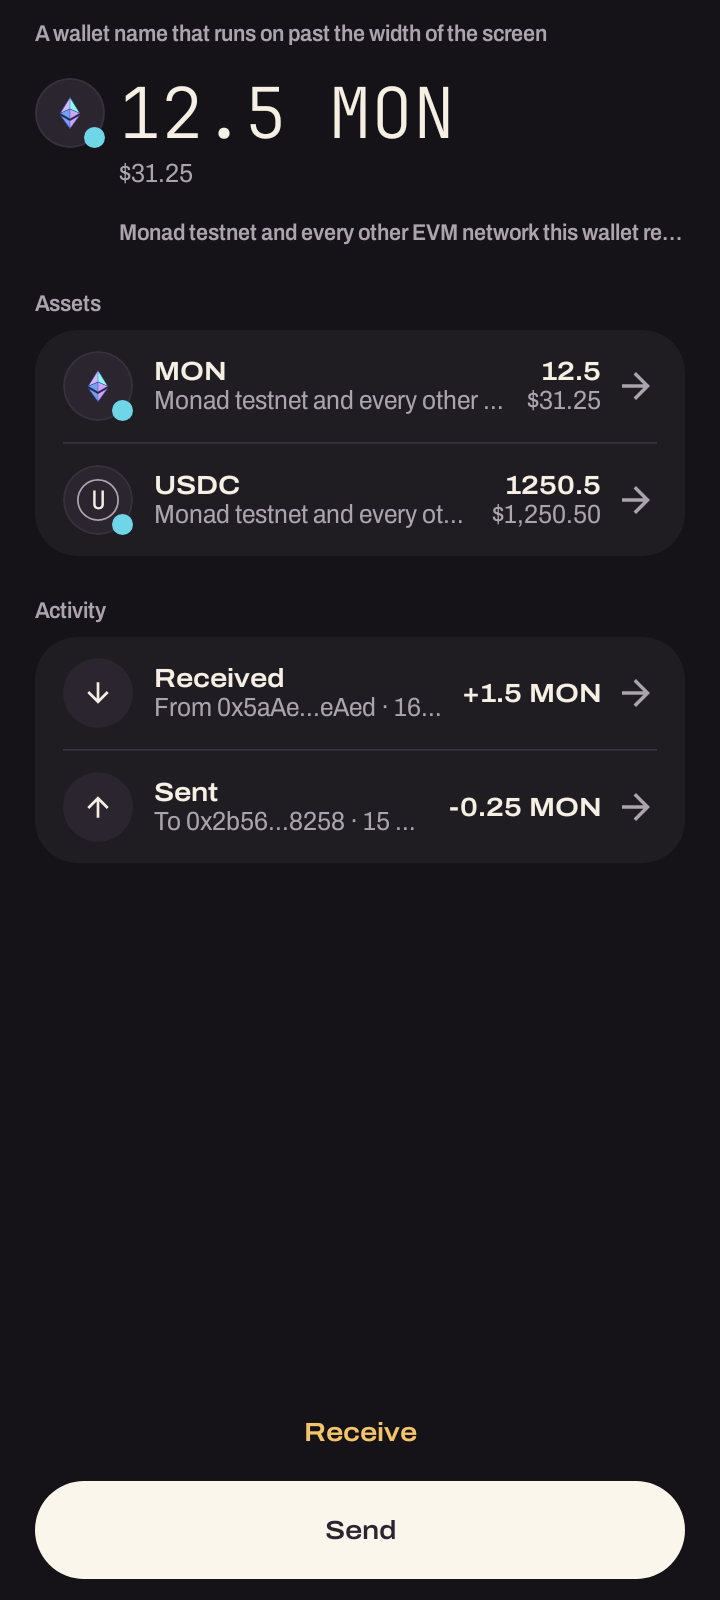 A wallet name that runs on past the width of the screen
12.5 MON
$31.25
Monad testnet and every other EVM network this wallet re...
Assets
MON 12.5
Monad testnet and every other ... $31.25
U
USDC 1250.5
Monad testnet and every ot... $1,250.50
Activity
Received +1.5 MON
From 0x5aAe...eAed · 16...
Sent -0.25 MON
To 0x2b56...8258 · 15 ...
Receive
Send